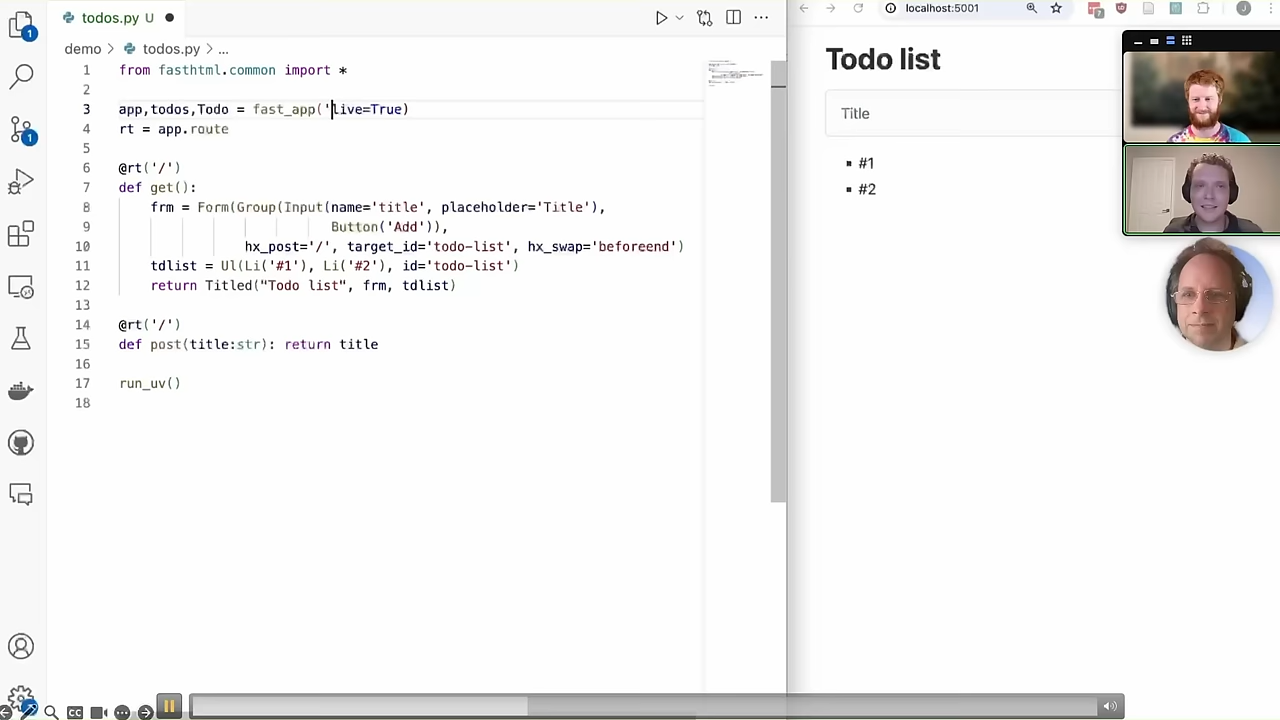 todos.py U
demo > todos.py > ...
1 from fasthtml.common import *
2
3 app,todos,Todo = fast_app('live=True)
4 rt = app.route
5
6 @rt('/')
7 def get():
8 frm = Form(Group(Input(name='title', placeholder='Title'),
9 Button('Add')),
10 hx_post='/', target_id='todo-list', hx_swap='beforeend')
11 tdlist = Ul(Li('#1'), Li('#2'), id='todo-list')
12 return Titled("Todo list", frm, tdlist)
13
14 @rt('/')
15 def post(title:str): return title
16
17 run_uv()
18
1
1
localhost:5001
7
J
Todo list
Title
#1
#2
CC